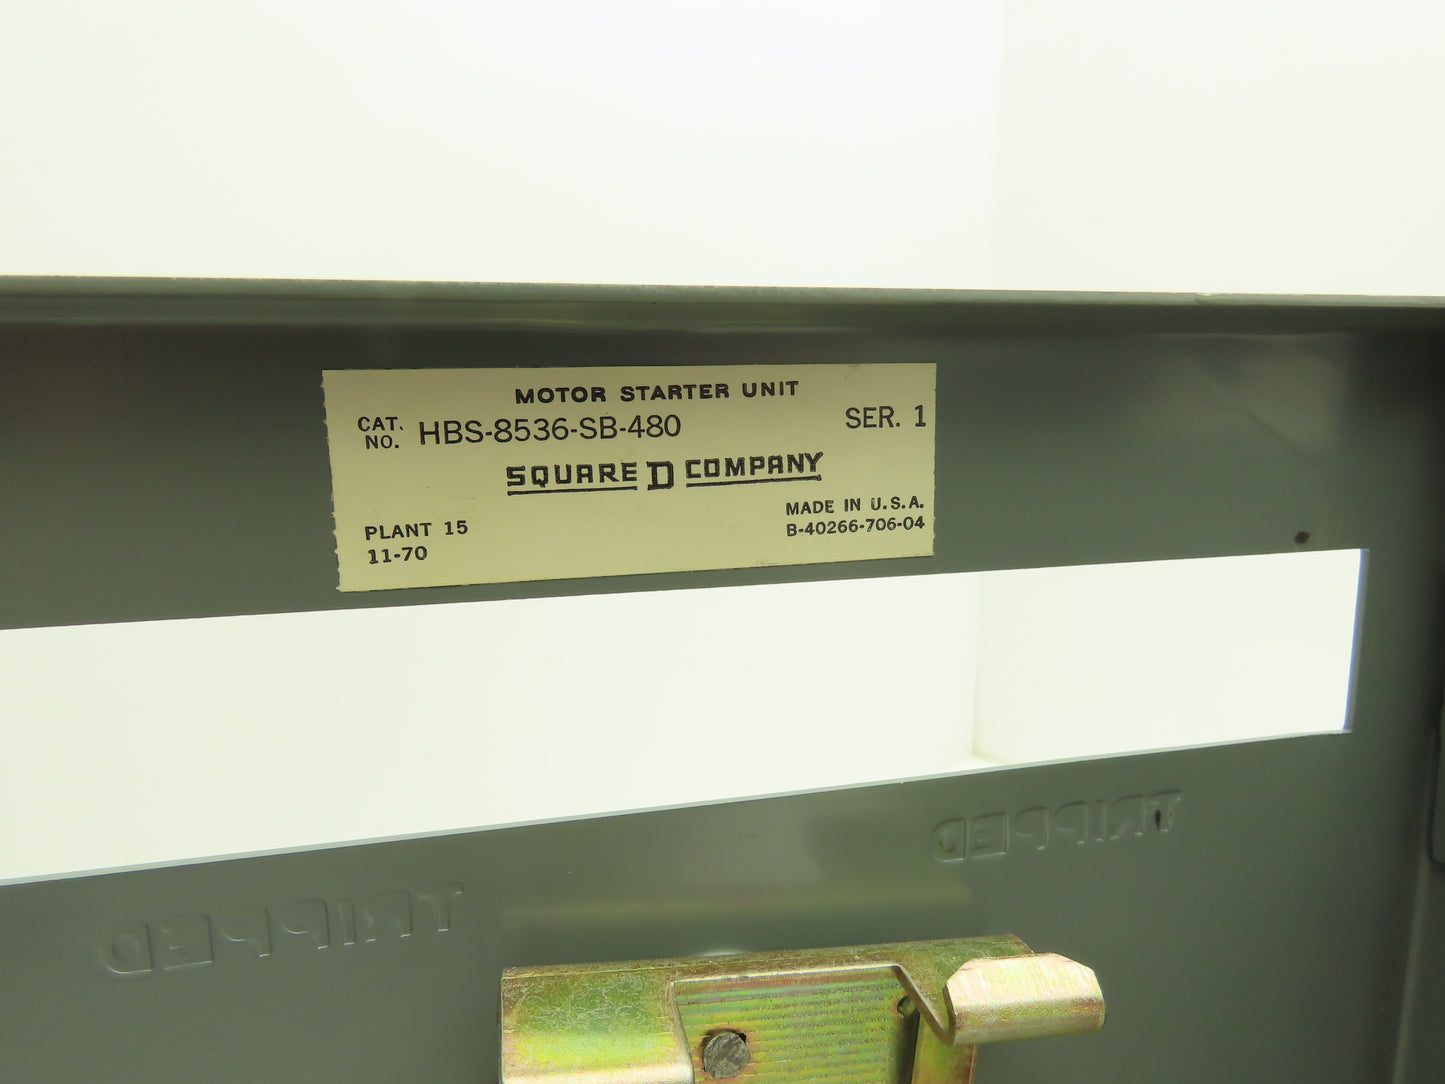 MOTOR STARTER UNIT
CAT. NO. HBS-8536-SB-480 SER. 1
SQUARE D COMPANY
PLANT 15
11-70
MADE IN U.S.A.
B-40266-706-04
TRIPPED
TRIPPED